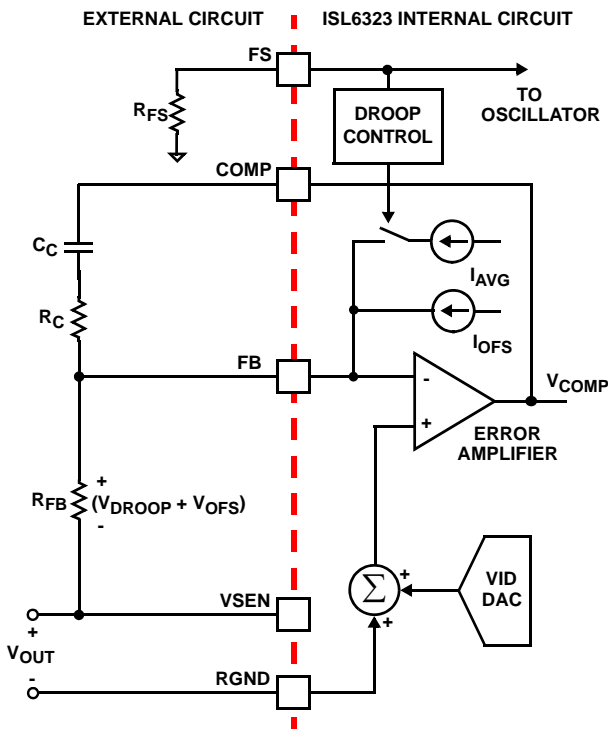 EXTERNAL CIRCUIT
ISL6323 INTERNAL CIRCUIT
FS
RFS
TO
OSCILLATOR
DROOP
CONTROL
COMP
CC
IAVG
RC
IOFS
FB
VCOMP
-
+
ERROR
AMPLIFIER
RFB
+
(VDROOP + VOFS)
-
VSEN
Σ
+
+
VID
DAC
+
VOUT
-
RGND